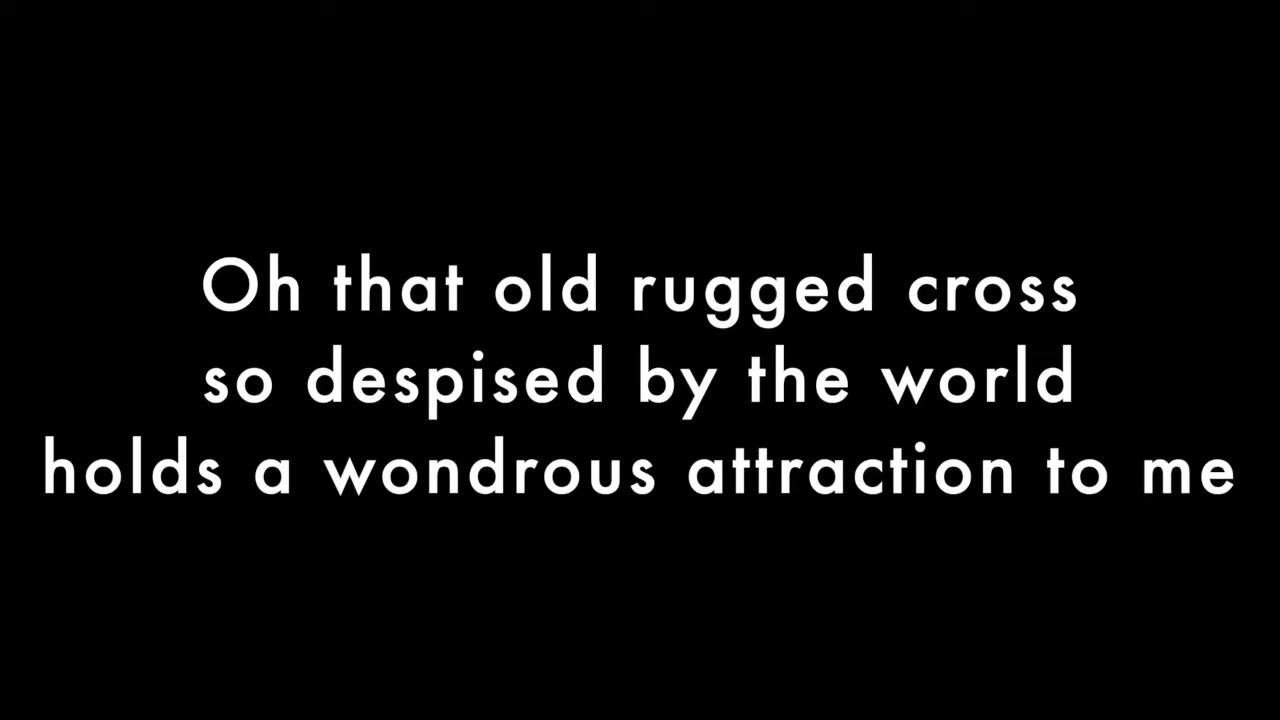 Oh that old rugged cross
so despised by the world
holds a wondrous attraction to me